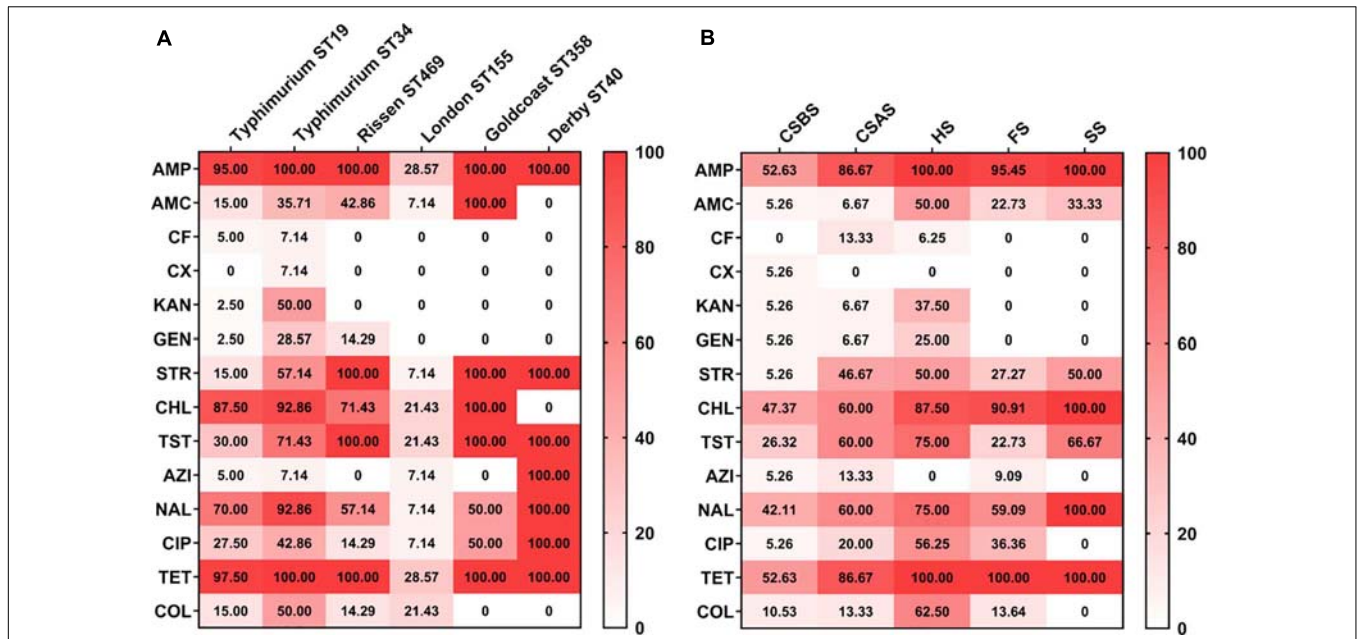 A
Typhimurium ST19 Typhimurium ST34 Rissen ST469 London ST155 Goldcoast ST358 Derby ST40
AMP 95.00 100.00 100.00 28.57 100.00 100.00
AMC 15.00 35.71 42.86 7.14 100.00 0
CF 5.00 7.14 0 0 0 0
CX 0 7.14 0 0 0 0
KAN 2.50 50.00 0 0 0 0
GEN 2.50 28.57 14.29 0 0 0
STR 15.00 57.14 100.00 7.14 100.00 100.00
CHL 87.50 92.86 71.43 21.43 100.00 0
TST 30.00 71.43 100.00 21.43 100.00 100.00
AZI 5.00 7.14 0 7.14 0 100.00
NAL 70.00 92.86 57.14 7.14 50.00 100.00
CIP 27.50 42.86 14.29 7.14 50.00 100.00
TET 97.50 100.00 100.00 28.57 100.00 100.00
COL 15.00 50.00 14.29 21.43 0 0
100
80
60
40
20
0
B
CSBS CSAS HS FS SS
AMP 52.63 86.67 100.00 95.45 100.00
AMC 5.26 6.67 50.00 22.73 33.33
CF 0 13.33 6.25 0 0
CX 5.26 0 0 0 0
KAN 5.26 6.67 37.50 0 0
GEN 5.26 6.67 25.00 0 0
STR 5.26 46.67 50.00 27.27 50.00
CHL 47.37 60.00 87.50 90.91 100.00
TST 26.32 60.00 75.00 22.73 66.67
AZI 5.26 13.33 0 9.09 0
NAL 42.11 60.00 75.00 59.09 100.00
CIP 5.26 20.00 56.25 36.36 0
TET 52.63 86.67 100.00 100.00 100.00
COL 10.53 13.33 62.50 13.64 0
100
80
60
40
20
0